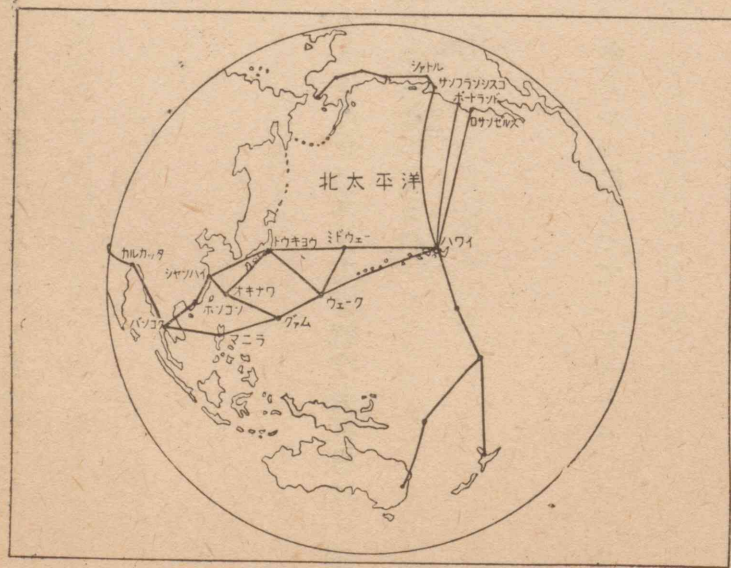 シヤトル
サンフランシスコ
ポートランド
ロサンゼルス
北太平洋
カルカッタ
トウキョウ
ミドウェー
ハワイ
シャンハイ
オキナワ
ウェーク
ホンコン
バンコク
グァム
マニラ